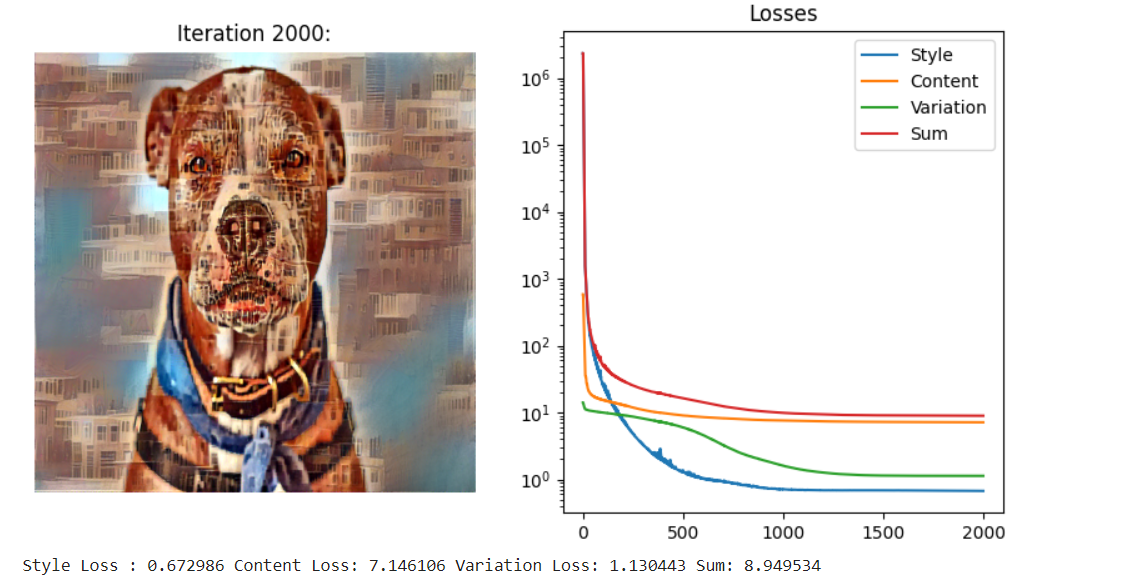 Iteration 2000:
Losses
Style
Content
Variation
Sum
10⁶
10⁵
10⁴
10³
10²
10¹
10⁰
0 500 1000 1500 2000
Style Loss : 0.672986 Content Loss: 7.146106 Variation Loss: 1.130443 Sum: 8.949534